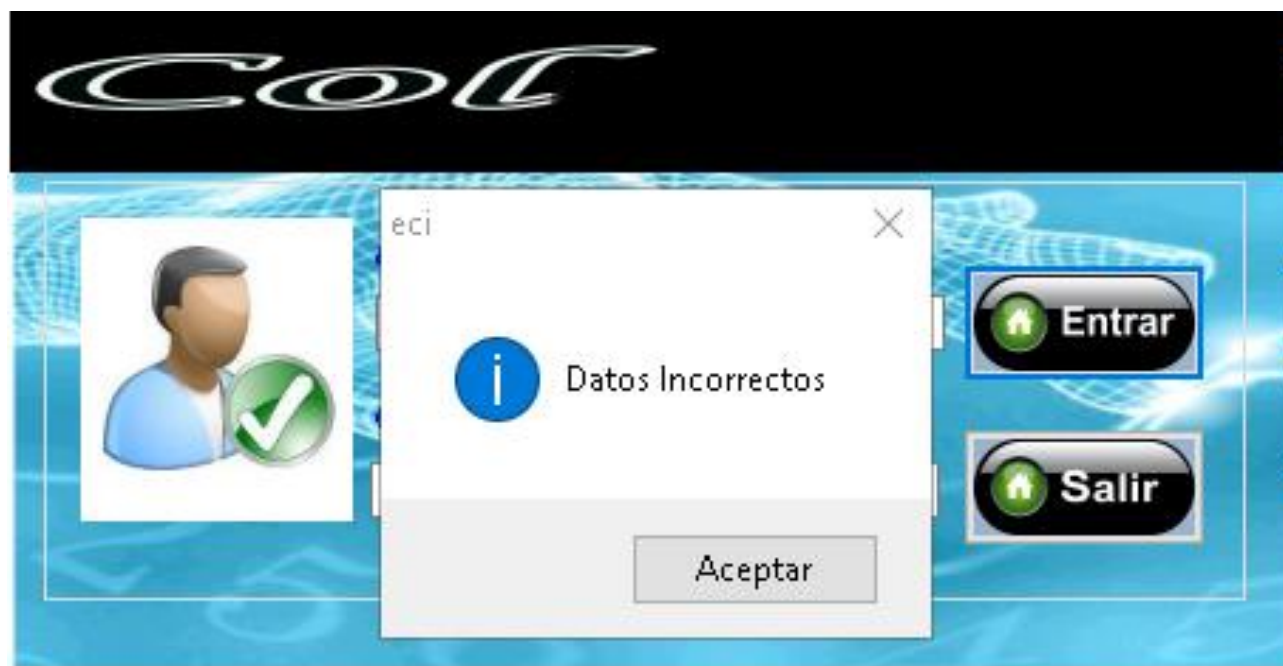 Col
eci
Datos Incorrectos
Aceptar
Entrar
Salir